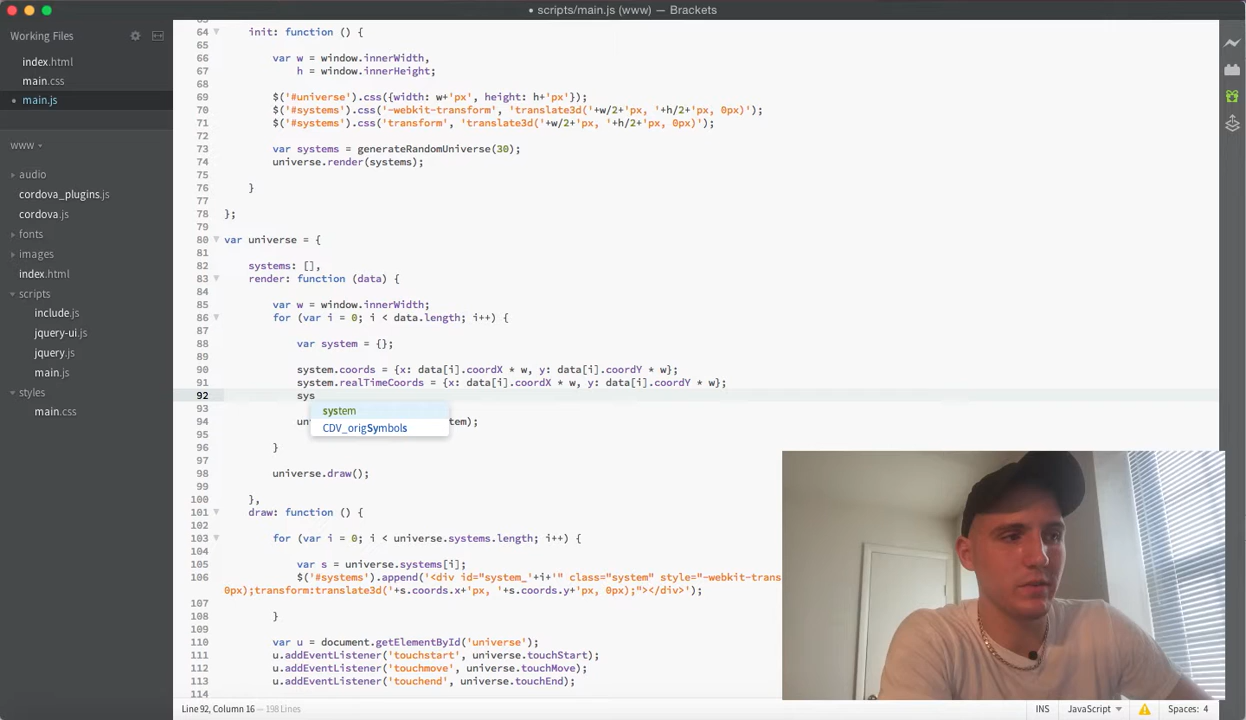 • scripts/main.js (www) — Brackets
Working Files
index.html
main.css
• main.js
www
audio
cordova_plugins.js
cordova.js
fonts
images
index.html
scripts
include.js
jquery-ui.js
jquery.js
main.js
styles
main.css
64 init: function () {
65
66 var w = window.innerWidth,
67 h = window.innerHeight;
68
69 $('#universe').css({width: w+'px', height: h+'px'});
70 $('#systems').css('-webkit-transform', 'translate3d('+w/2+'px, '+h/2+'px, 0px)');
71 $('#systems').css('transform', 'translate3d('+w/2+'px, '+h/2+'px, 0px)');
72
73 var systems = generateRandomUniverse(30);
74 universe.render(systems);
75
76 }
77
78 };
79
80 var universe = {
81
82 systems: [],
83 render: function (data) {
84
85 var w = window.innerWidth;
86 for (var i = 0; i < data.length; i++) {
87
88 var system = {};
89
90 system.coords = {x: data[i].coordX * w, y: data[i].coordY * w};
91 system.realTimeCoords = {x: data[i].coordX * w, y: data[i].coordY * w};
92 sys
system
93
CDV_origSymbols
94 un tem);
95
96 }
97
98 universe.draw();
99
100 },
101 draw: function () {
102
103 for (var i = 0; i < universe.systems.length; i++) {
104
105 var s = universe.systems[i];
106 $('#systems').append('<div id="system_'+i+'" class="system" style="-webkit-trans
0px);transform:translate3d('+s.coords.x+'px, '+s.coords.y+'px, 0px);"></div>');
107
108 }
109
110 var u = document.getElementById('universe');
111 u.addEventListener('touchstart', universe.touchStart);
112 u.addEventListener('touchmove', universe.touchMove);
113 u.addEventListener('touchend', universe.touchEnd);
114
Line 92, Column 16 — 198 Lines
INS
JavaScript
Spaces: 4